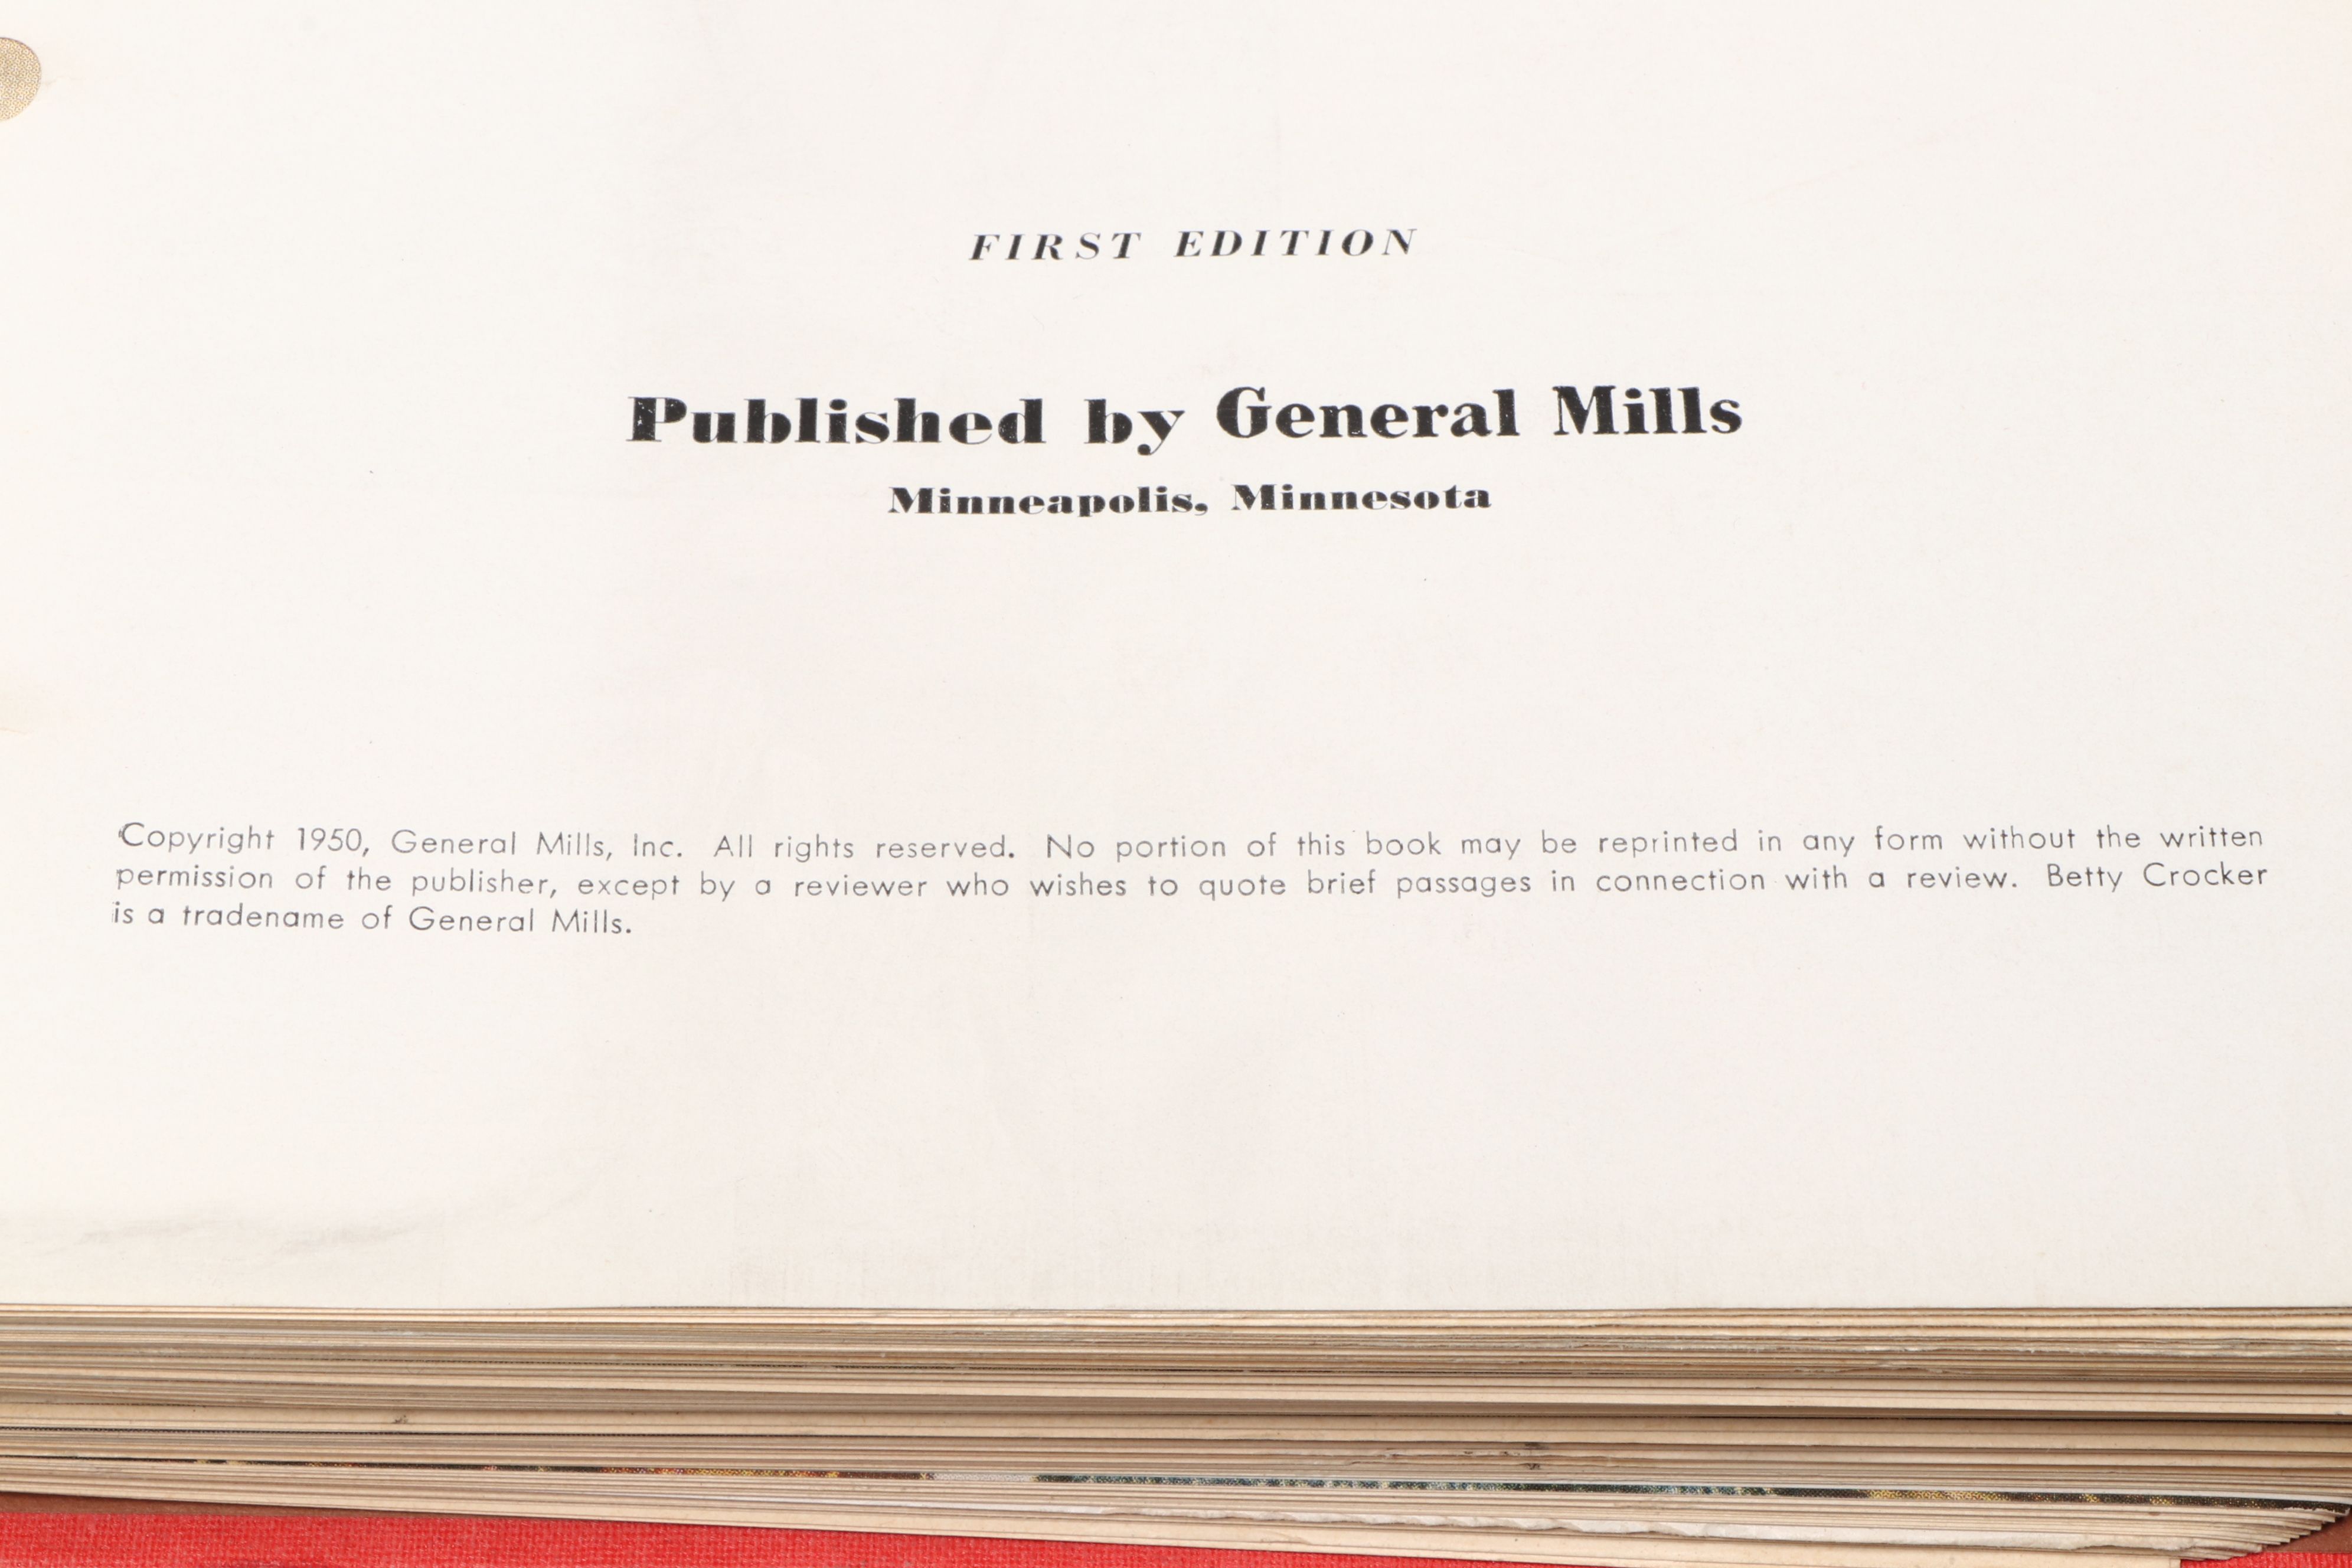 FIRST EDITION
Published by General Mills
Minneapolis, Minnesota
Copyright 1950, General Mills, Inc. All rights reserved. No portion of this book may be reprinted in any form without the written
permission of the publisher, except by a reviewer who wishes to quote brief passages in connection with a review. Betty Crocker
is a tradename of General Mills.